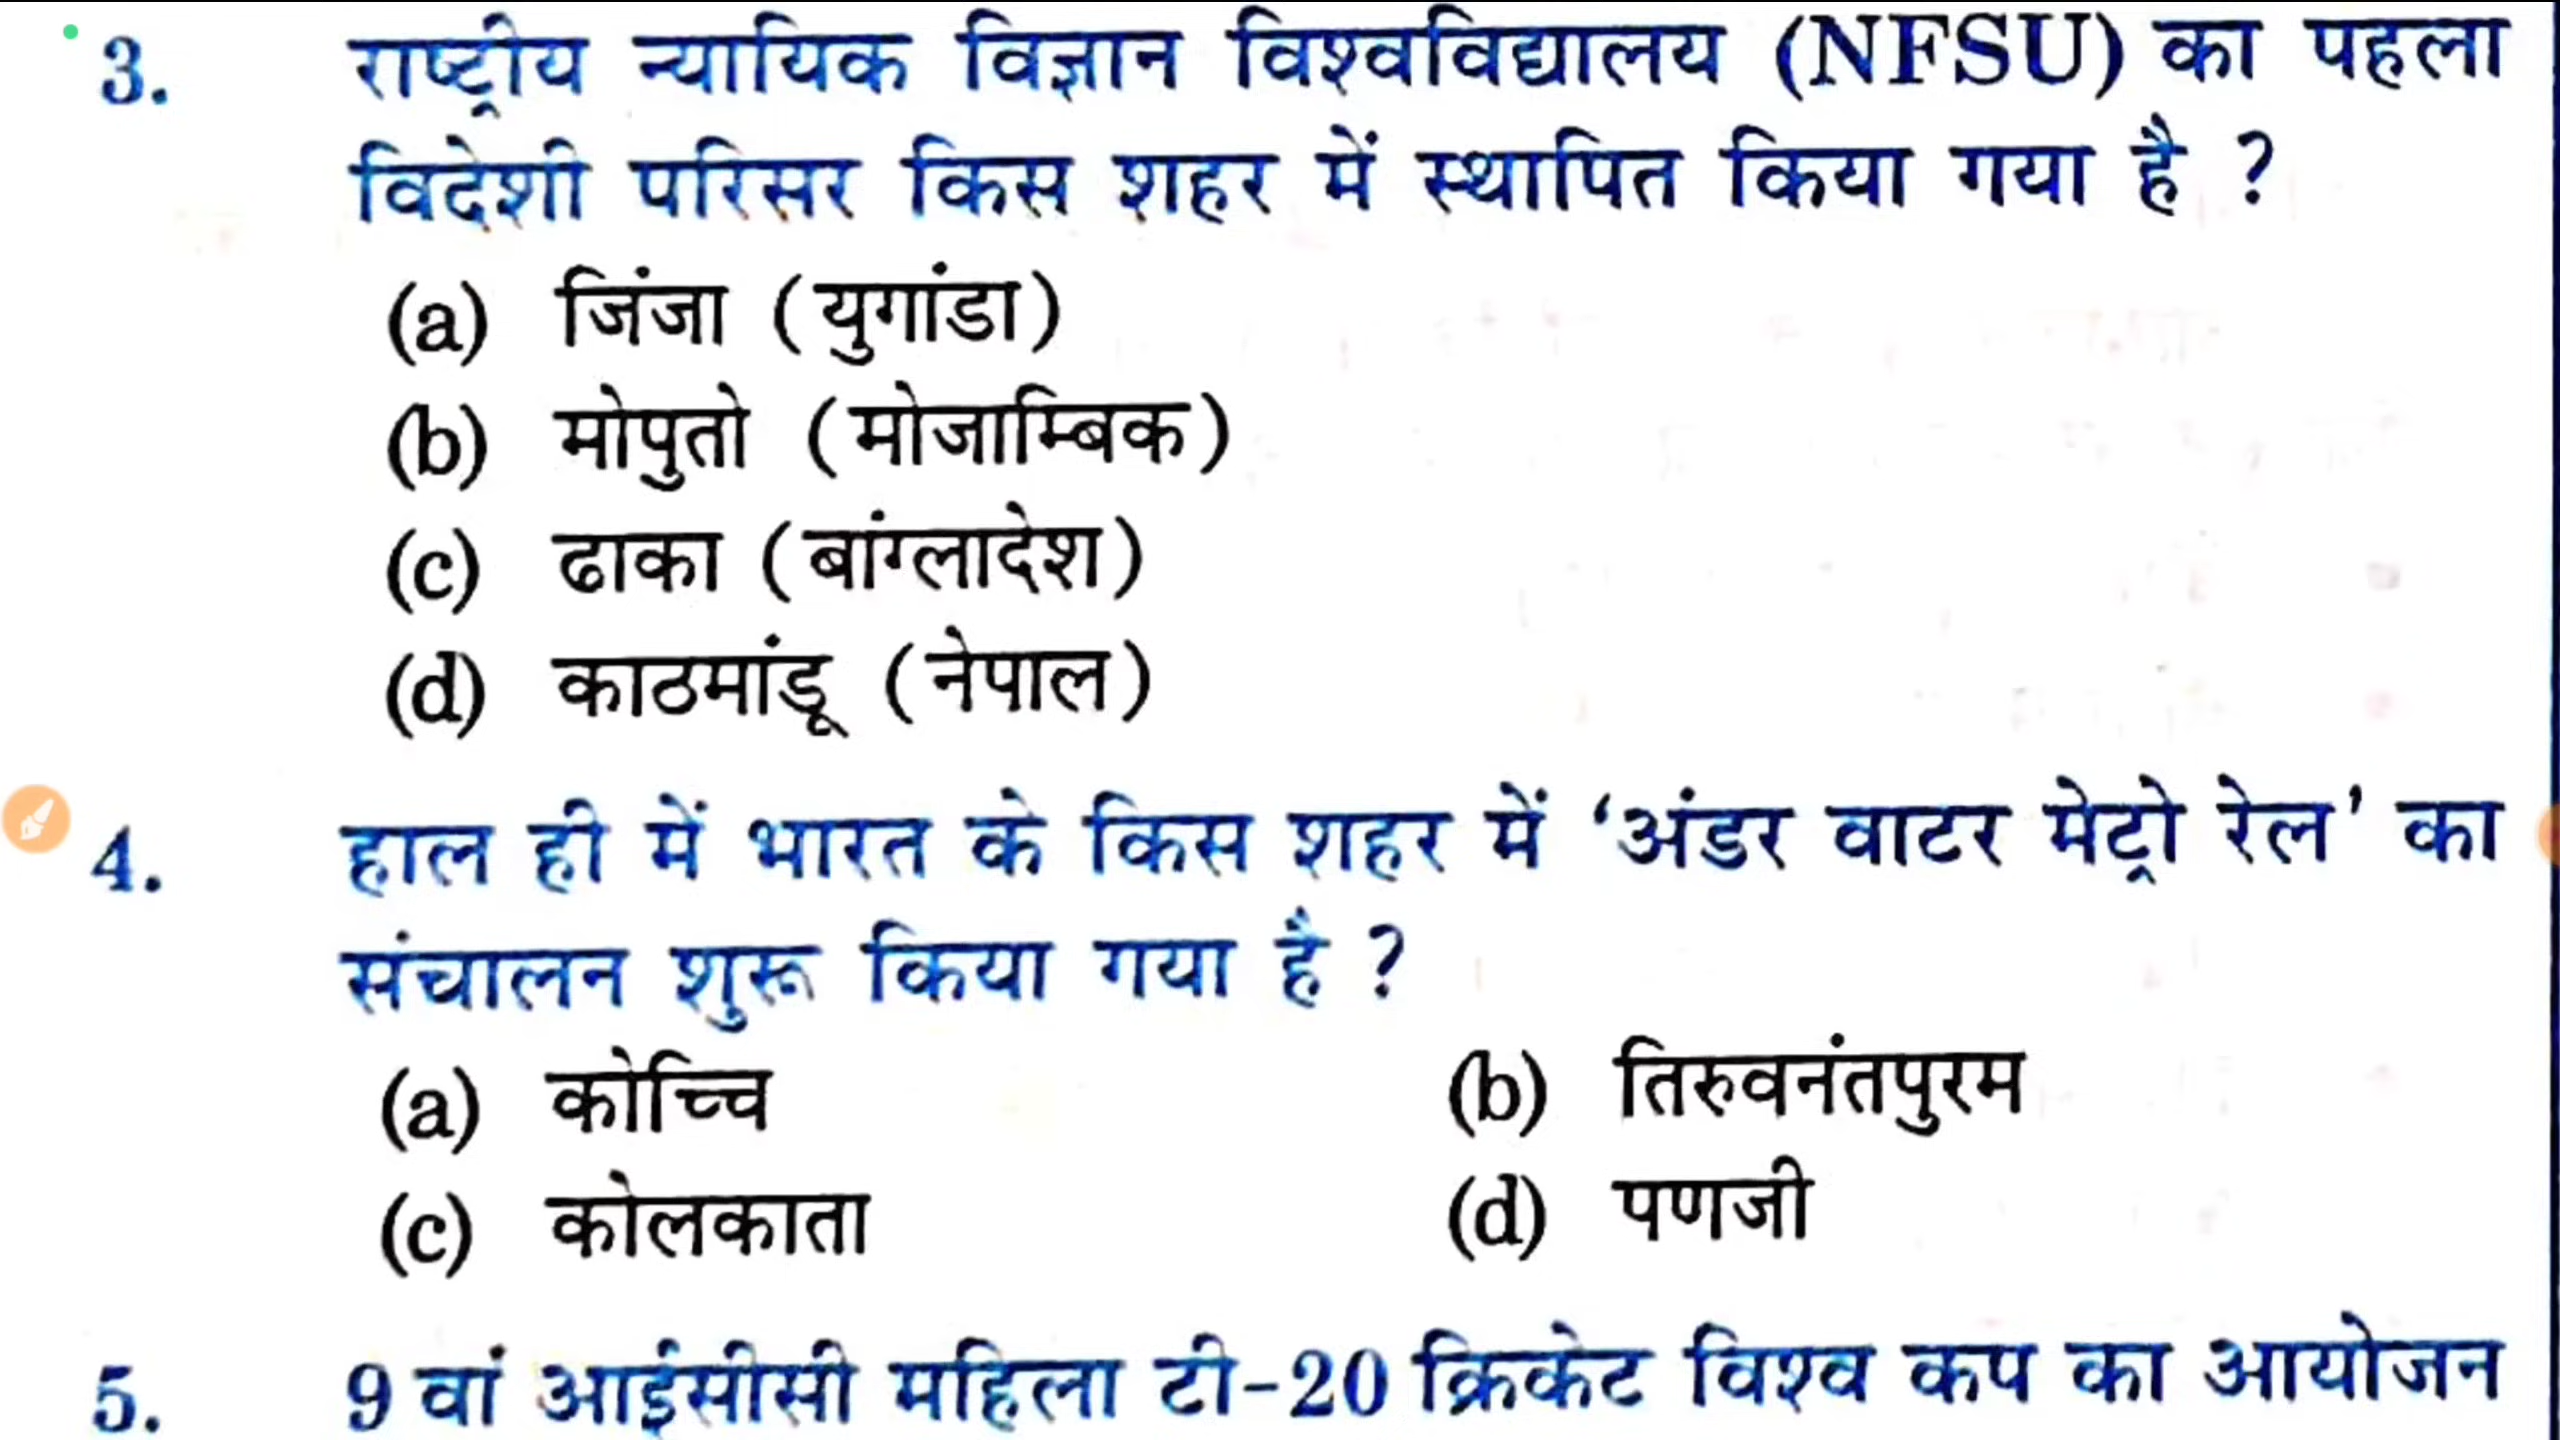 3. राष्ट्रीय न्यायिक विज्ञान विश्वविद्यालय (NFSU) का पहला
विदेशी परिसर किस शहर में स्थापित किया गया है ?
(a) जिंजा (युगांडा)
(b) मोपुतो (मोजाम्बिक)
(c) ढाका (बांग्लादेश)
(d) काठमांडू (नेपाल)
4. हाल ही में भारत के किस शहर में ‘अंडर वाटर मेट्रो रेल’ का
संचालन शुरू किया गया है ?
(a) कोच्चि (b) तिरुवनंतपुरम
(c) कोलकाता (d) पणजी
5. 9 वां आईसीसी महिला टी-20 क्रिकेट विश्व कप का आयोजन